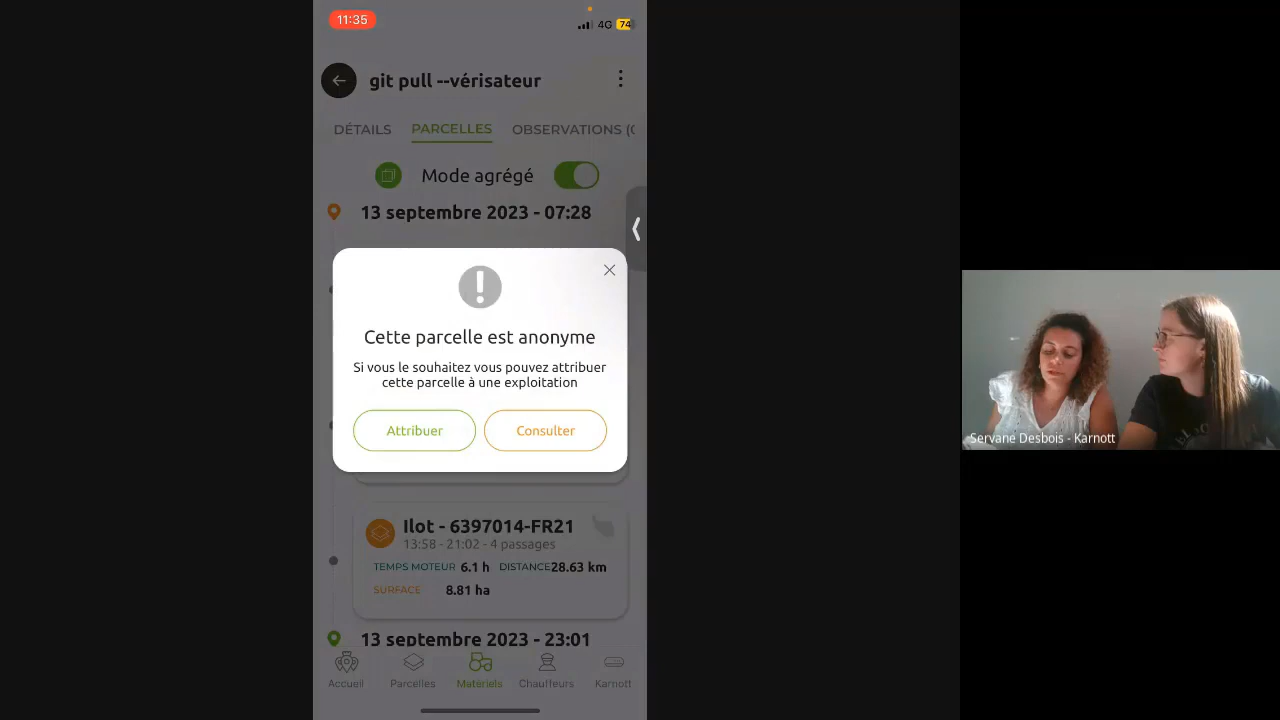 11:35
4G 74
git pull --vérisateur
DÉTAILS PARCELLES OBSERVATIONS (
Mode agrégé
13 septembre 2023 - 07:28
Cette parcelle est anonyme
Si vous le souhaitez vous pouvez attribuer
cette parcelle à une exploitation
Attribuer Consulter
Ilot - 6397014-FR21
13:58 - 21:02 - 4 passages
TEMPS MOTEUR 6.1 h DISTANCE 28.63 km
SURFACE 8.81 ha
13 septembre 2023 - 23:01
Accueil Parcelles Matériels Chauffeurs Karnott
Servane Desbois - Karnott